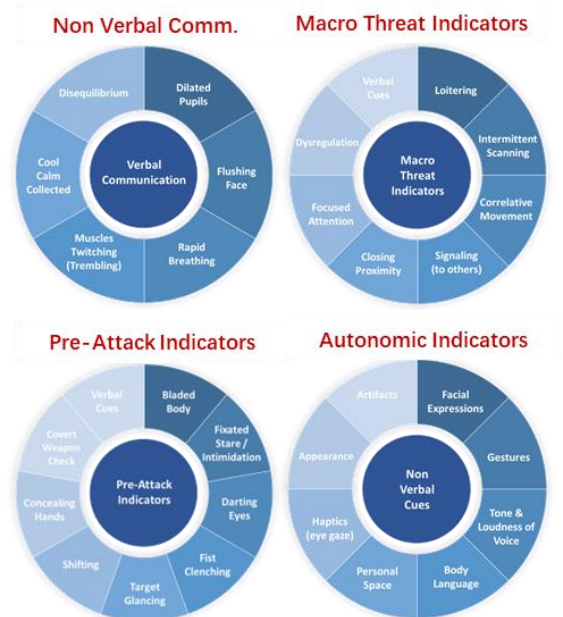 Non Verbal Comm.
Disequilibrium
Dilated
Pupils
Cool
Calm
Collected
Verbal
Communication
Flushing
Face
Muscles
Twitching
(Trembling)
Rapid
Breathing
Macro Threat Indicators
Verbal
Cues
Loitering
Dysregulation
Intermittent
Scanning
Macro
Threat
Indicators
Focused
Attention
Correlative
Movement
Closing
Proximity
Signaling
(to others)
Pre-Attack Indicators
Verbal
Cues
Bladed
Body
Covert
Weapon
Check
Fixated
Stare /
Intimidation
Pre-Attack
Indicators
Concealing
Hands
Darting
Eyes
Shifting
Fist
Clenching
Target
Glancing
Autonomic Indicators
Artifacts
Facial
Expressions
Appearance
Gestures
Non
Verbal
Cues
Haptics
(eye gaze)
Tone &
Loudness of
Voice
Personal
Space
Body
Language